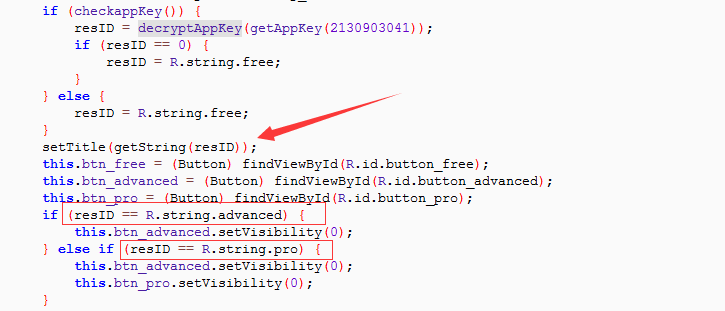 if (checkappKey()) {
resID = decryptAppKey(getAppKey(2130903041));
if (resID == 0) {
resID = R.string.free;
}
} else {
resID = R.string.free;
}
setTitle(getString(resID));
this.btn_free = (Button) findViewById(R.id.button_free);
this.btn_advanced = (Button) findViewById(R.id.button_advanced);
this.btn_pro = (Button) findViewById(R.id.button_pro);
if (resID == R.string.advanced) {
this.btn_advanced.setVisibility(0);
} else if (resID == R.string.pro) {
this.btn_advanced.setVisibility(0);
this.btn_pro.setVisibility(0);
}